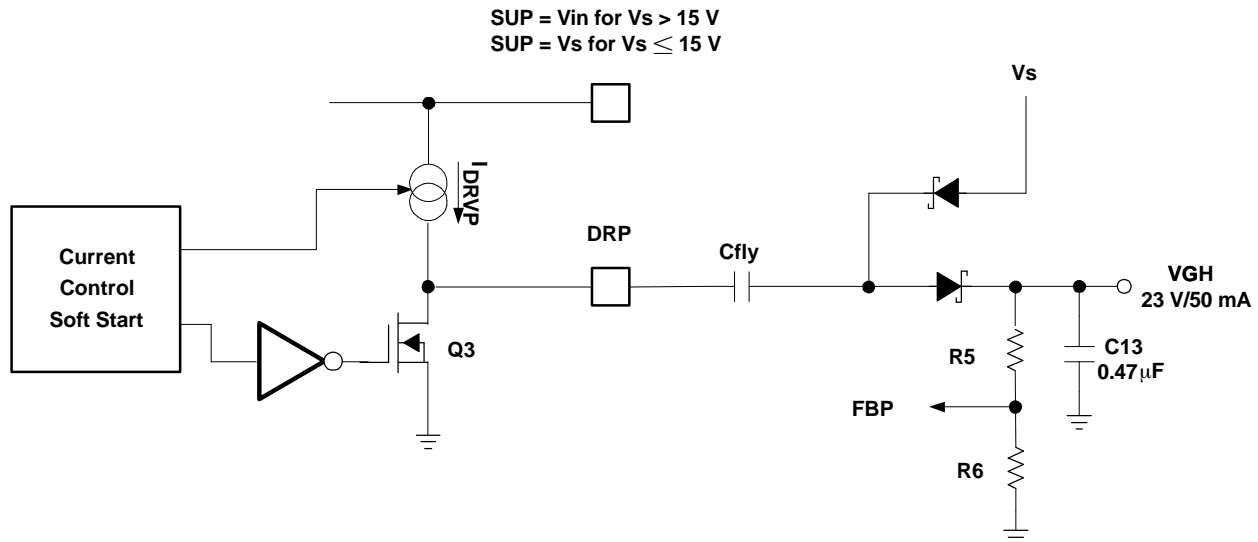 SUP = Vin for Vs > 15 V
SUP = Vs for Vs ≤ 15 V
Vs
IDRVP
Current
Control
Soft Start
DRP
Cfly
VGH
23 V/50 mA
Q3
R5
C13
0.47μF
FBP
R6